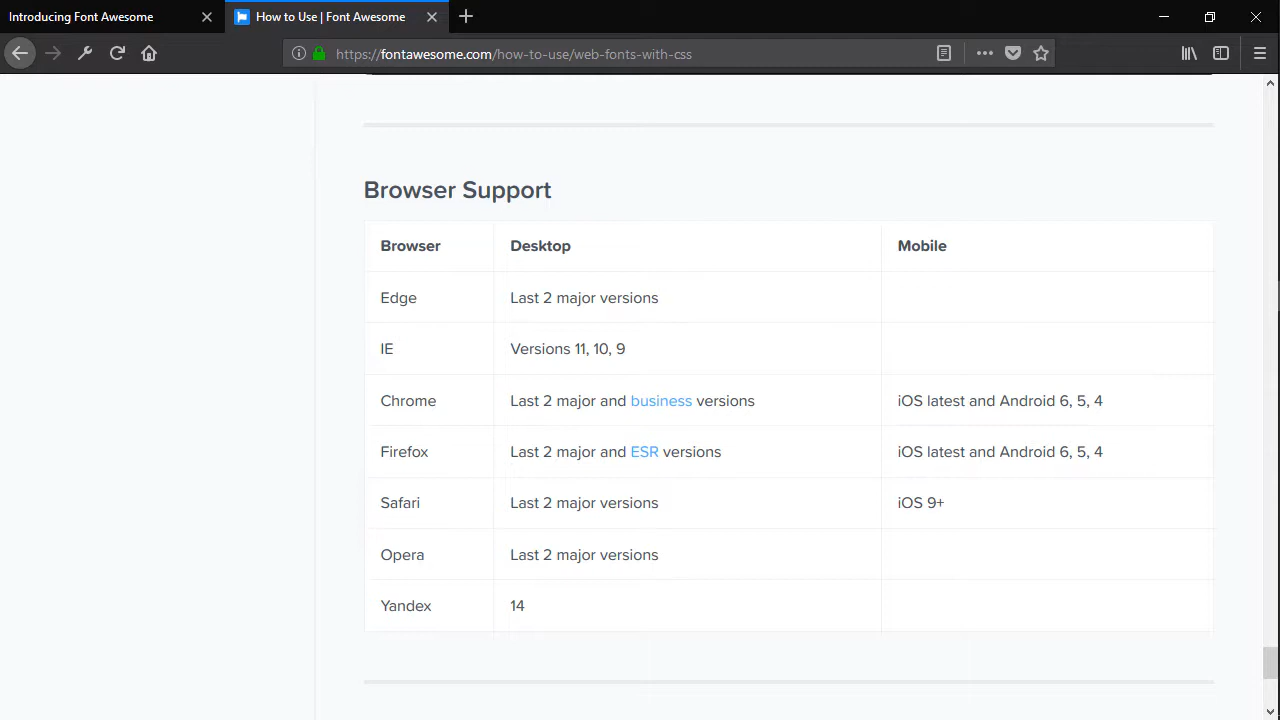 Introducing Font Awesome
How to Use | Font Awesome
https://fontawesome.com/how-to-use/web-fonts-with-css
Browser Support
Browser Desktop Mobile
Edge Last 2 major versions
IE Versions 11, 10, 9
Chrome Last 2 major and business versions iOS latest and Android 6, 5, 4
Firefox Last 2 major and ESR versions iOS latest and Android 6, 5, 4
Safari Last 2 major versions iOS 9+
Opera Last 2 major versions
Yandex 14